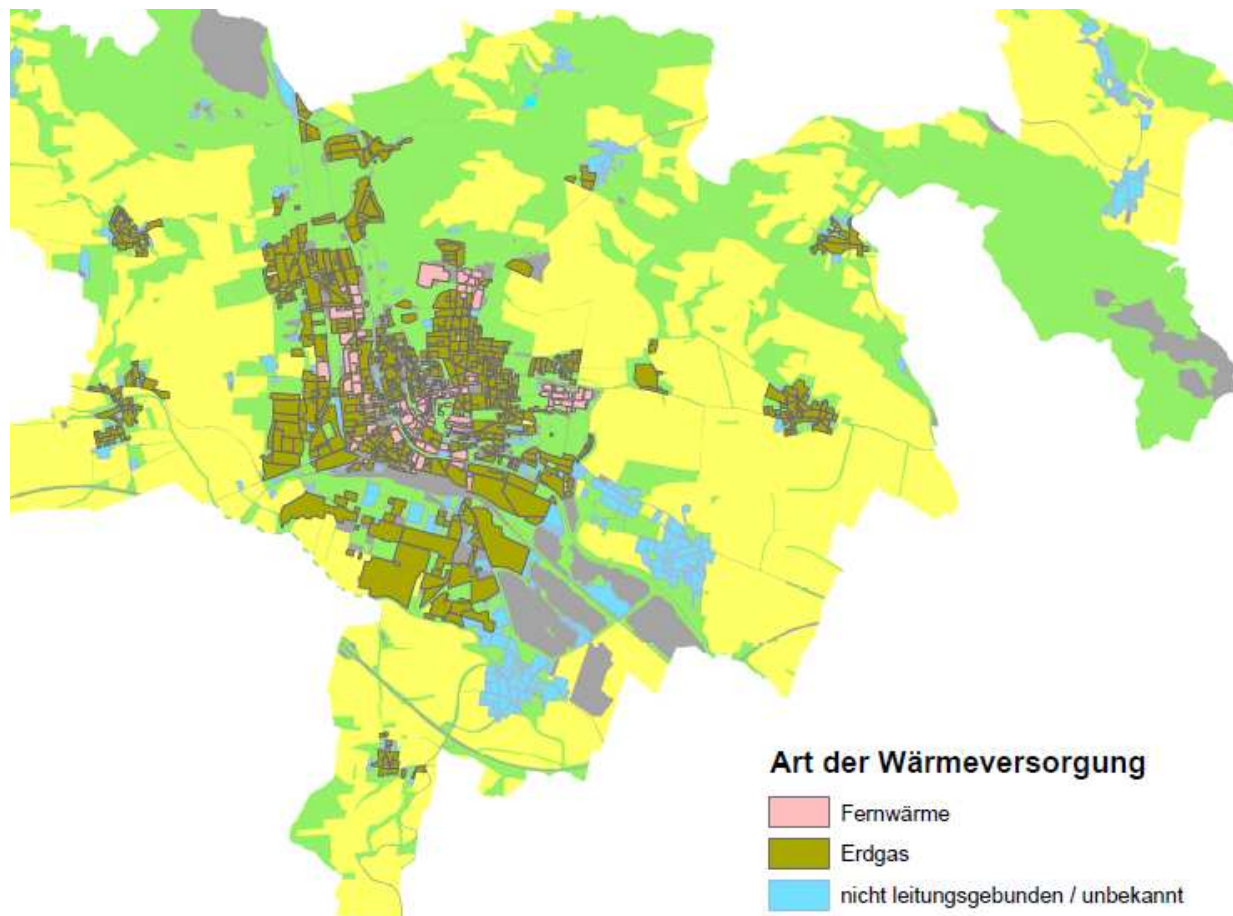 Art der Wärmeversorgung
Fernwärme
Erdgas
nicht leitungsgebunden / unbekannt